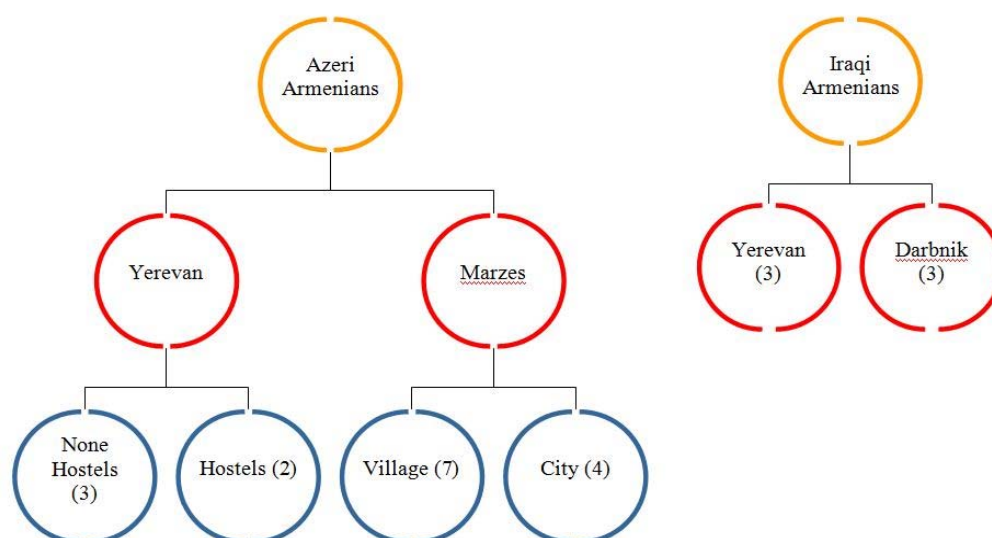 Azeri
Armenians
Iraqi
Armenians
Yerevan
Marzes
Yerevan
(3)
Darbnik
(3)
None
Hostels
(3)
Hostels (2)
Village (7)
City (4)